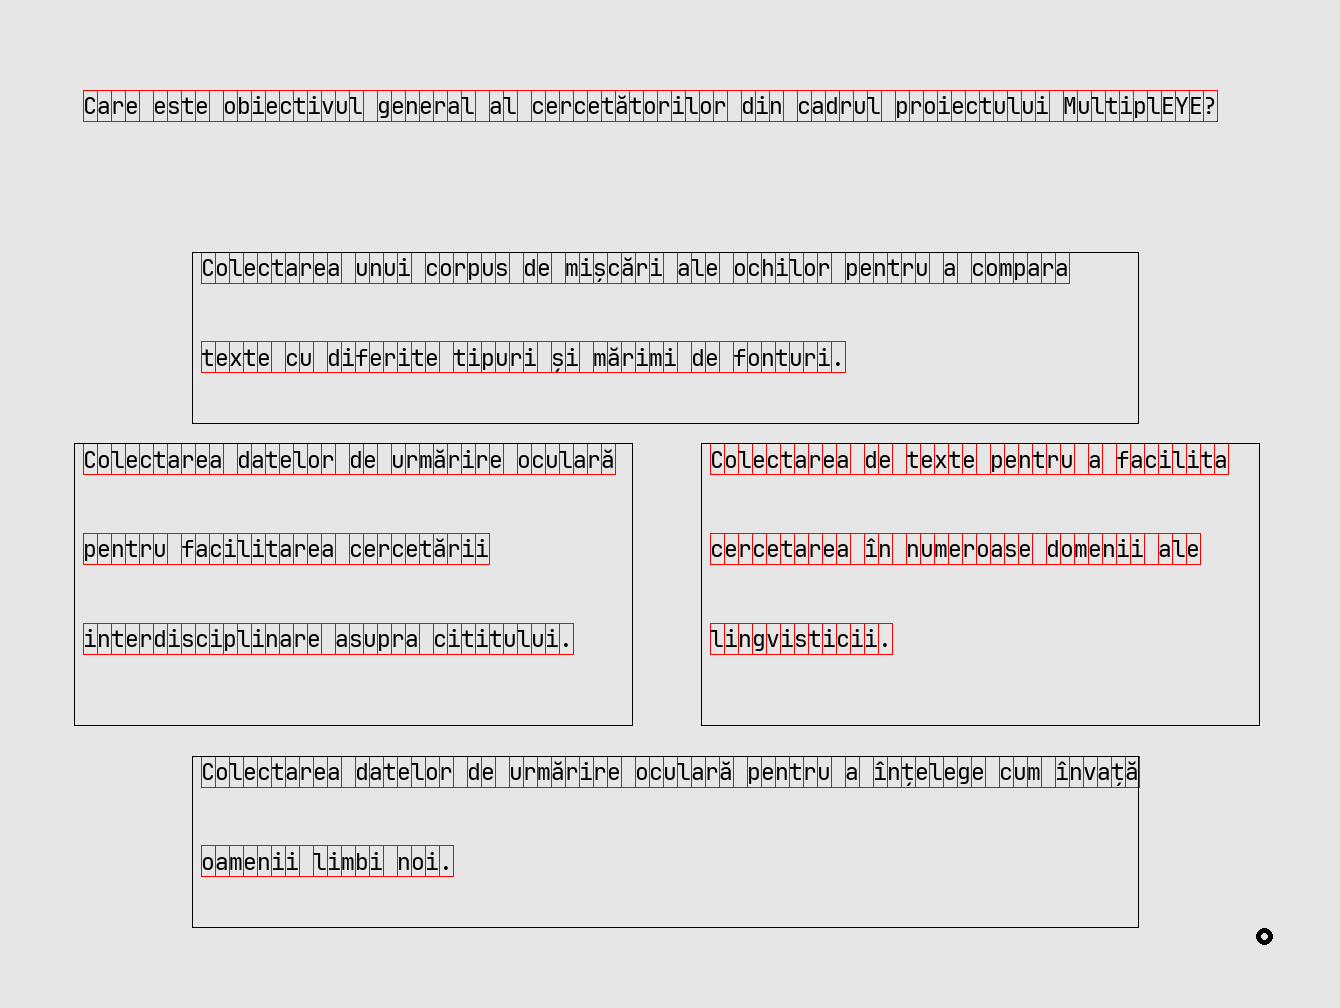 Care este obiectivul general al cercetătorilor din cadrul proiectului MultiplEYE?
Colectarea unui corpus de mișcări ale ochilor pentru a compara
texte cu diferite tipuri și mărimi de fonturi.
Colectarea datelor de urmărire oculară
pentru facilitarea cercetării
interdisciplinare asupra cititului.
Colectarea de texte pentru a facilita
cercetarea în numeroase domenii ale
lingvisticii.
Colectarea datelor de urmărire oculară pentru a înțelege cum învață
oamenii limbi noi.